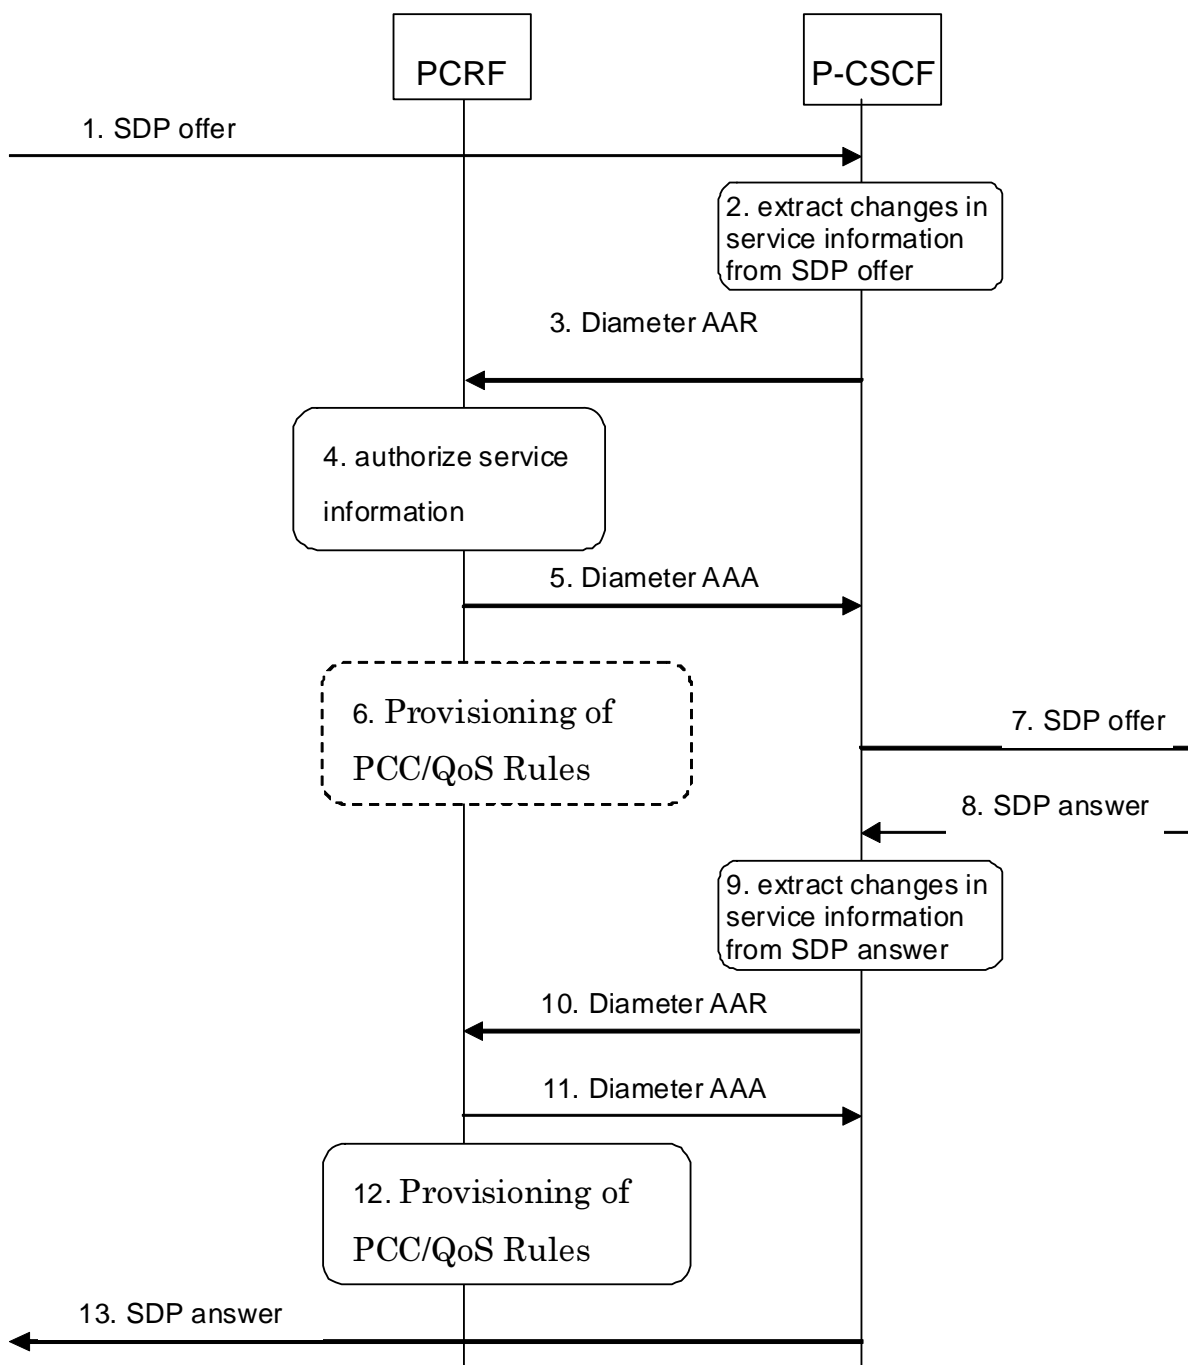 PCRF
P-CSCF
1. SDP offer
2. extract changes in
service information
from SDP offer
3. Diameter AAR
4. authorize service
information
5. Diameter AAA
6. Provisioning of
PCC/QoS Rules
7. SDP offer
8. SDP answer
9. extract changes in
service information
from SDP answer
10. Diameter AAR
11. Diameter AAA
12. Provisioning of
PCC/QoS Rules
13. SDP answer